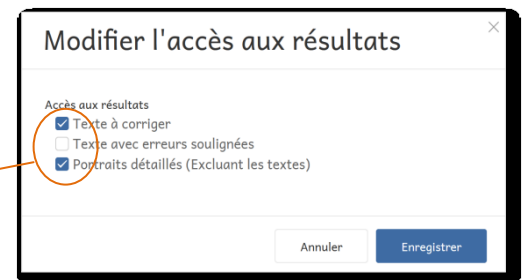 Modifier l'accès aux résultats
Accès aux résultats
Texte à corriger
Texte avec erreurs soulignées
Portraits détaillés (Excluant les textes)
Annuler Enregistrer